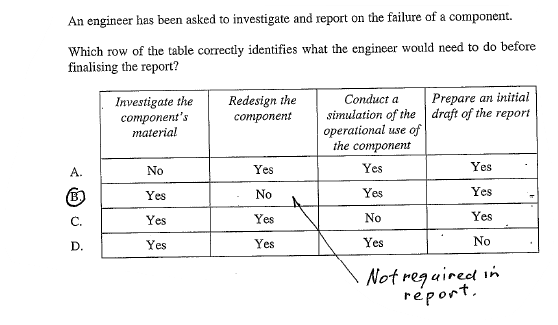 An engineer has been asked to investigate and report on the failure of a component.
Which row of the table correctly identifies what the engineer would need to do before
finalising the report?
Investigate the component's material Redesign the component Conduct a simulation of the operational use of the component Prepare an initial draft of the report
A. No Yes Yes Yes
B. Yes No Yes Yes
C. Yes Yes No Yes
D. Yes Yes Yes No
Not required in
report.